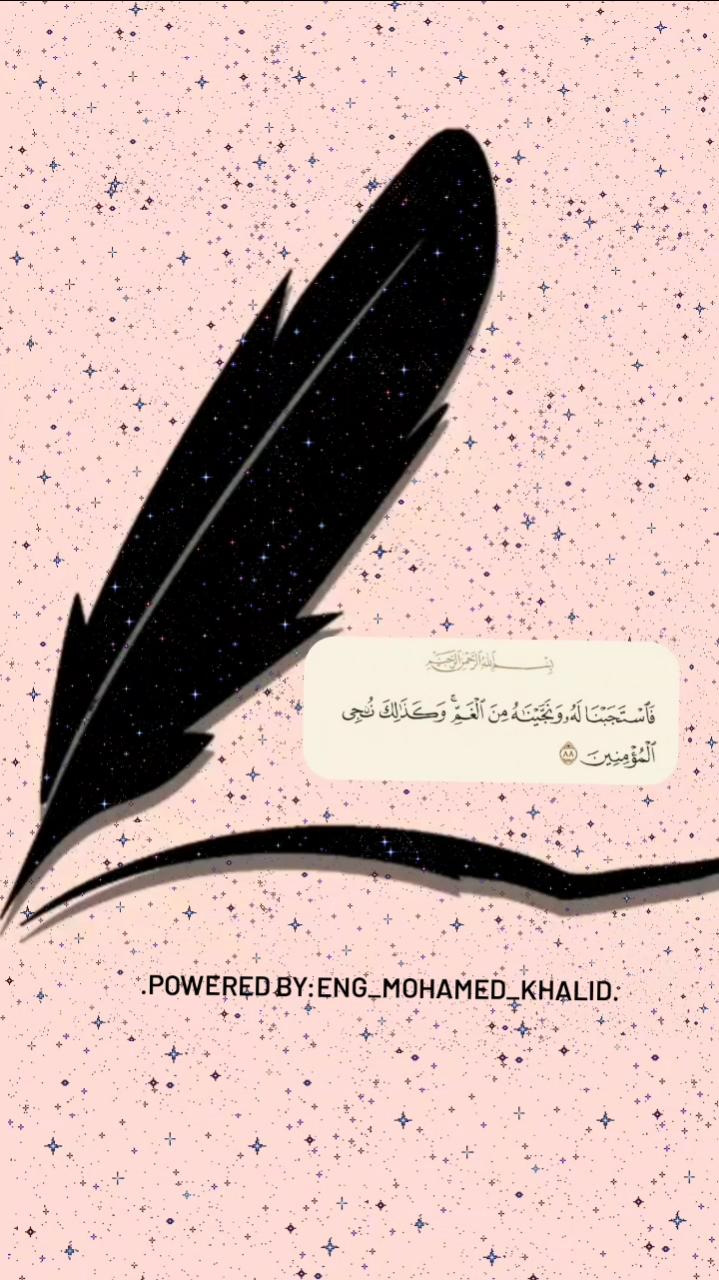 بِسْمِ ٱللَّهِ ٱلرَّحْمَٰنِ ٱلرَّحِيمِ
فَٱسْتَجَبْنَا لَهُۥ وَنَجَّيْنَٰهُ مِنَ ٱلْغَمِّ ۚ وَكَذَٰلِكَ نُـۨجِى
ٱلْمُؤْمِنِينَ ٨٨
.POWERED BY:ENG_MOHAMED_KHALID.